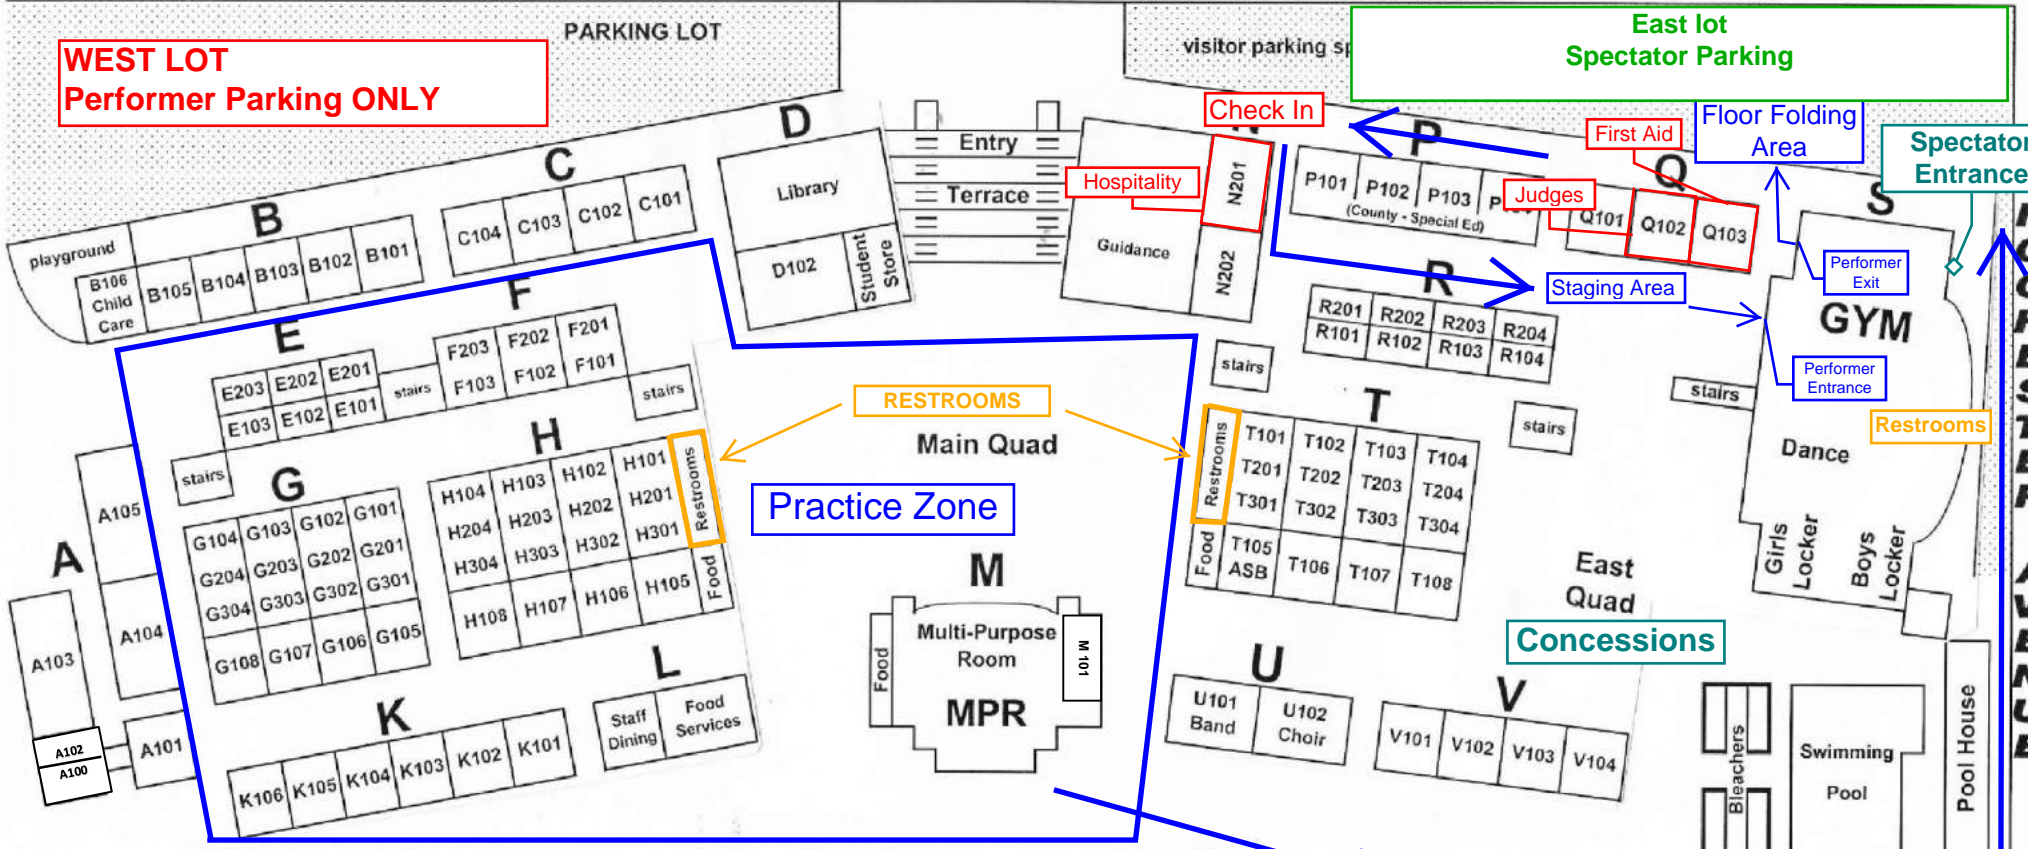 PARKING LOT
WEST LOT
Performer Parking ONLY
visitor parking
East lot
Spectator Parking
Check In
First Aid
Floor Folding
Area
Spectator
Entrance
D
Entry
Terrace
Library
D102
Student
Store
Hospitality
N201
N202
Guidance
P
P101
P102
P103
(County - Special Ed)
Judges
Q
Q101
Q102
Q103
S
Performer
Exit
Staging Area
GYM
Performer
Entrance
stairs
Restrooms
Dance
Girls
Locker
Boys
Locker
C
C104
C103
C102
C101
B
playground
B106
Child
Care
B105
B104
B103
B102
B101
F
F203
F202
F201
F103
F102
F101
stairs
stairs
E
E203
E202
E201
E103
E102
E101
stairs
R
R201
R202
R203
R204
R101
R102
R103
R104
stairs
stairs
RESTROOMS
Main Quad
Practice Zone
H
H104
H103
H102
H101
H204
H203
H202
H201
H304
H303
H302
H301
H108
H107
H106
H105
Restrooms
Food
G
G104
G103
G102
G101
G204
G203
G202
G201
G304
G303
G302
G301
G108
G107
G106
G105
A
A105
A104
A103
A102
A100
A101
T
Restrooms
Food
T101
T102
T103
T104
T201
T202
T203
T204
T301
T302
T303
T304
T105
ASB
T106
T107
T108
East
Quad
Concessions
M
Multi-Purpose
Room
MPR
Food
M 101
L
Staff
Dining
Food
Services
K
K106
K105
K104
K103
K102
K101
U
U101
Band
U102
Choir
V
V101
V102
V103
V104
Bleachers
Swimming
Pool
Pool House